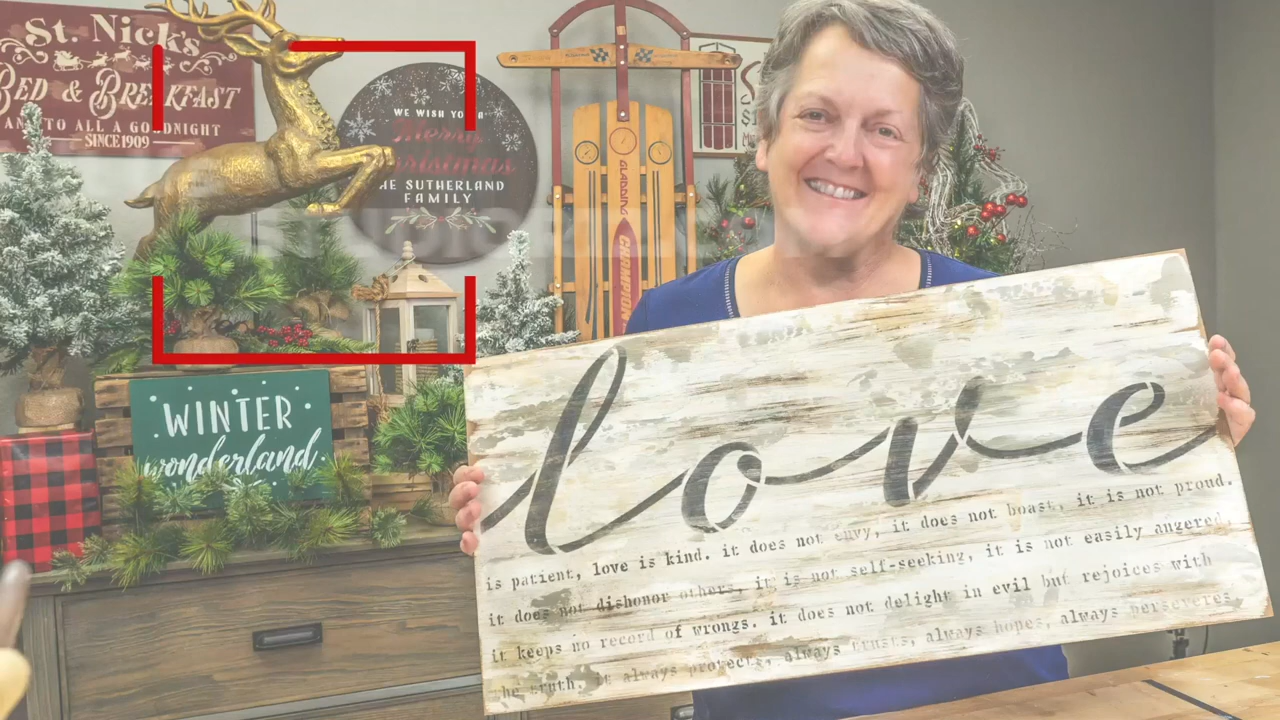 St. Nick's
BED & BREAKFAST
AND TO ALL A GOODNIGHT
SINCE 1909
WE WISH YOU A
Merry
Christmas
THE SUTHERLAND
FAMILY
GLADDING
CHAMPION
WINTER
wonderland.
love
is patient, love is kind. it does not envy, it does not boast, it is not proud.
it does not dishonor others, it is not self-seeking, it is not easily angered,
it keeps no record of wrongs. it does not delight in evil but rejoices with
the truth. it always protects, always trusts, always hopes, always perseveres